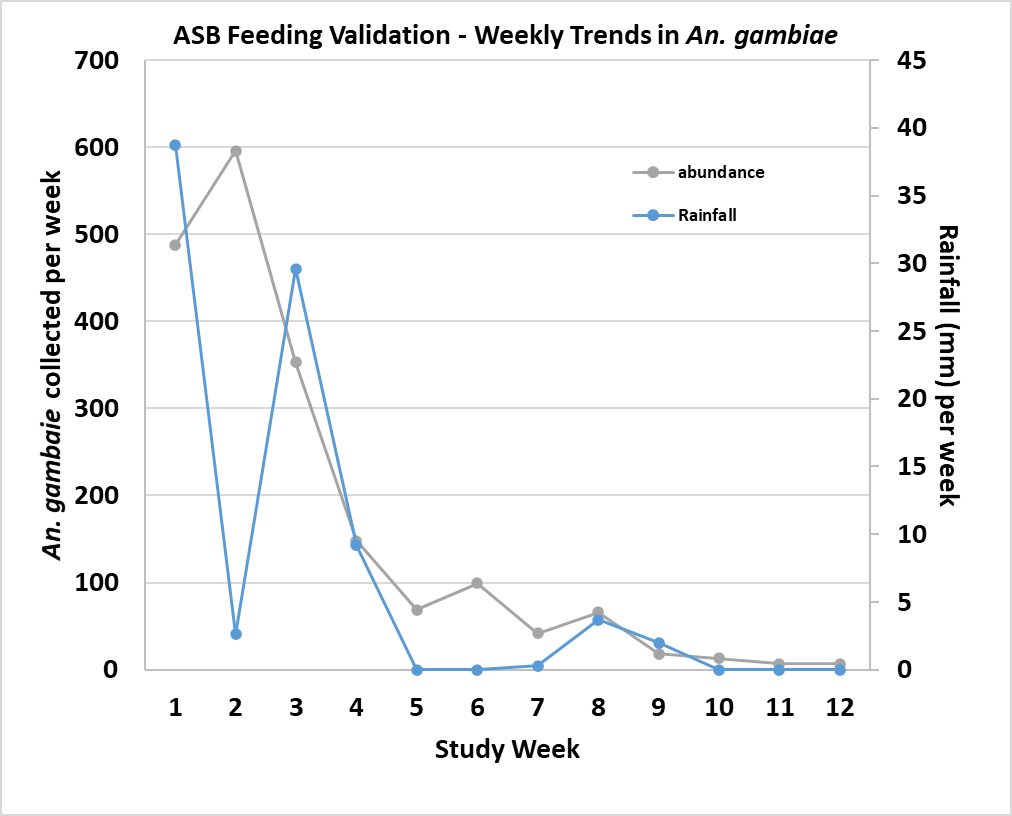 ASB Feeding Validation - Weekly Trends in An. gambiae
700
600
500
400
300
200
100
0
An. gambaie collected per week
45
40
35
30
25
20
15
10
5
0
Rainfall (mm) per week
abundance
Rainfall
1 2 3 4 5 6 7 8 9 10 11 12
Study Week